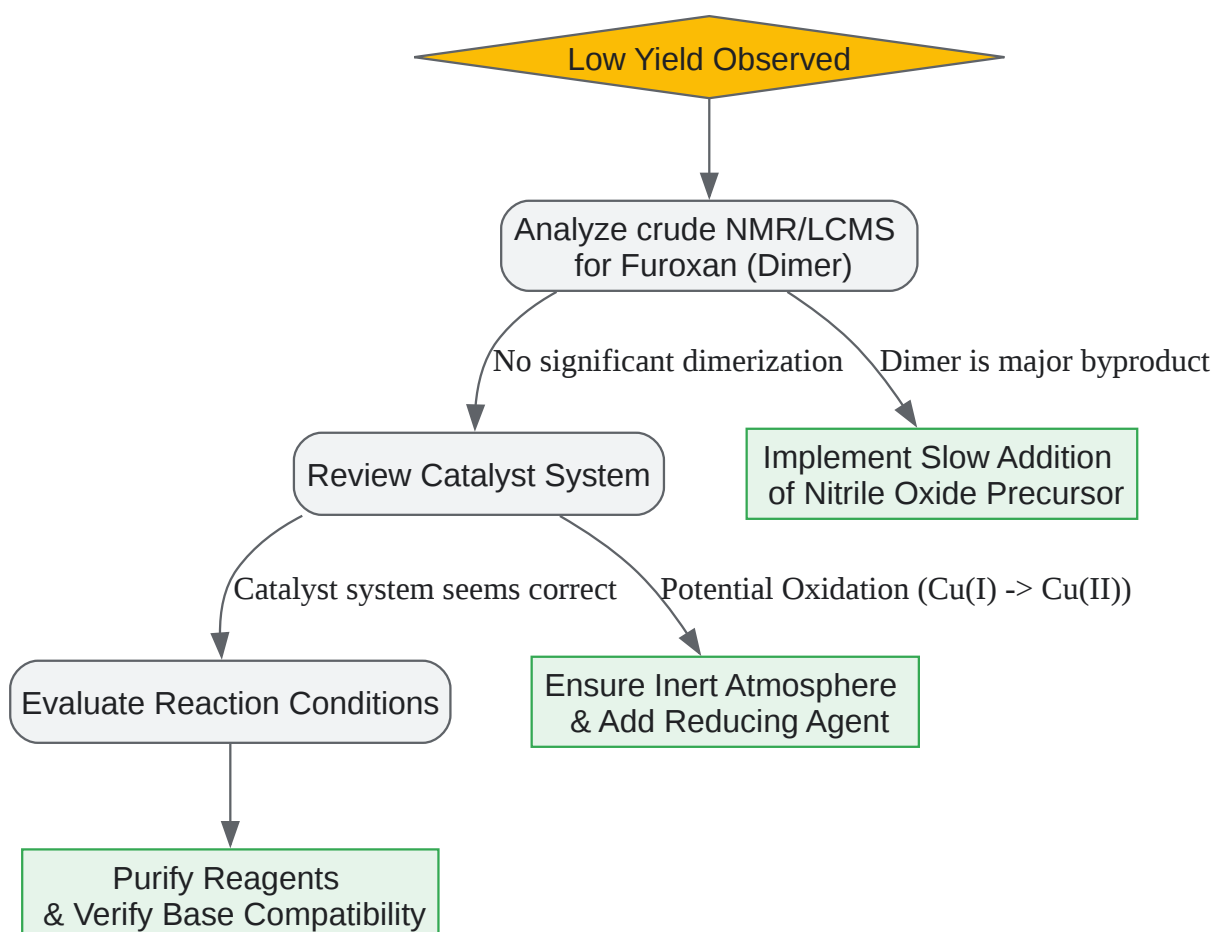 Low Yield Observed
Analyze crude NMR/LCMS
for Furoxan (Dimer)
No significant dimerization
Dimer is major byproduct
Implement Slow Addition
of Nitrile Oxide Precursor
Review Catalyst System
Catalyst system seems correct
Potential Oxidation (Cu(I) -> Cu(II))
Ensure Inert Atmosphere
& Add Reducing Agent
Evaluate Reaction Conditions
Purify Reagents
& Verify Base Compatibility